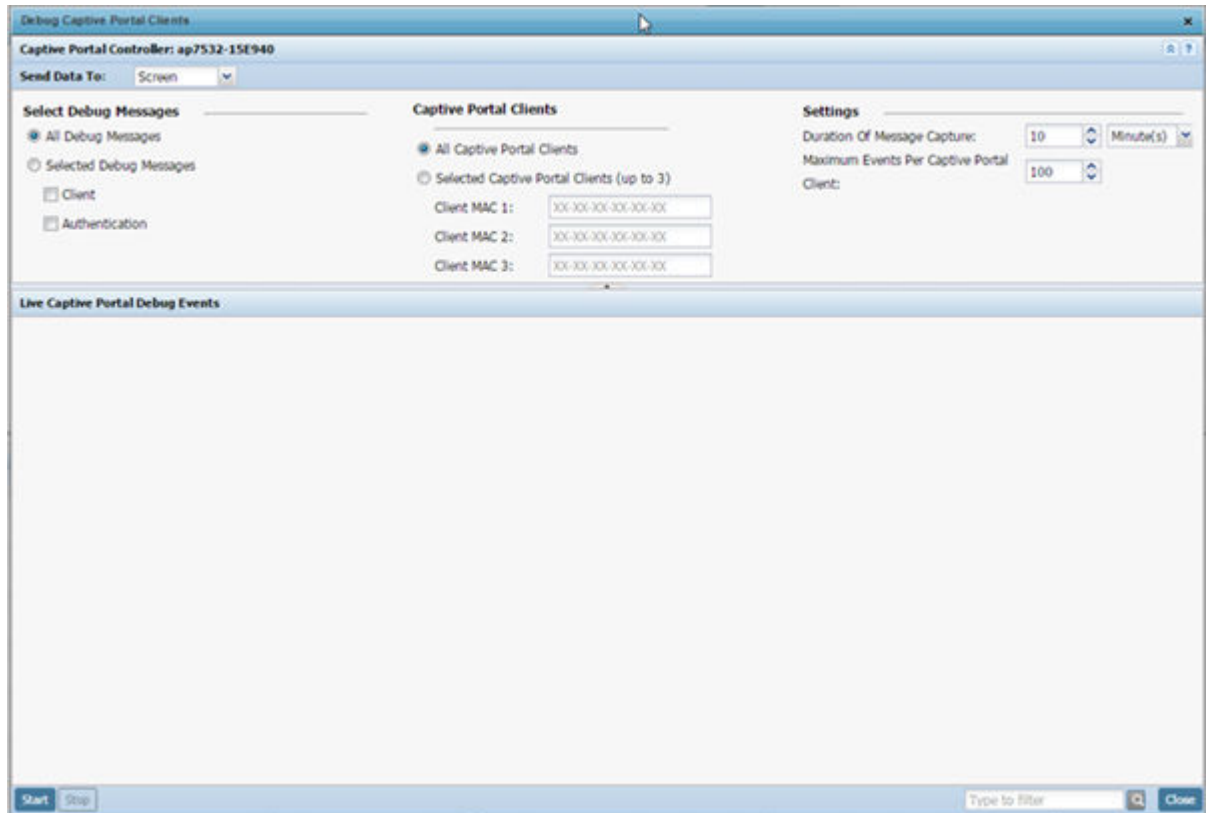 Debug Captive Portal Clients
Captive Portal Controller: ap7532-15E940
Send Data To: Screen
Select Debug Messages
All Debug Messages
Selected Debug Messages
Client
Authentication
Captive Portal Clients
All Captive Portal Clients
Selected Captive Portal Clients (up to 3)
Client MAC 1: XX-XX-XX-XX-XX-XX
Client MAC 2: XX-XX-XX-XX-XX-XX
Client MAC 3: XX-XX-XX-XX-XX-XX
Settings
Duration Of Message Capture: 10 Minute(s)
Maximum Events Per Captive Portal
Client: 100
Live Captive Portal Debug Events
Start Stop Type to filter Close